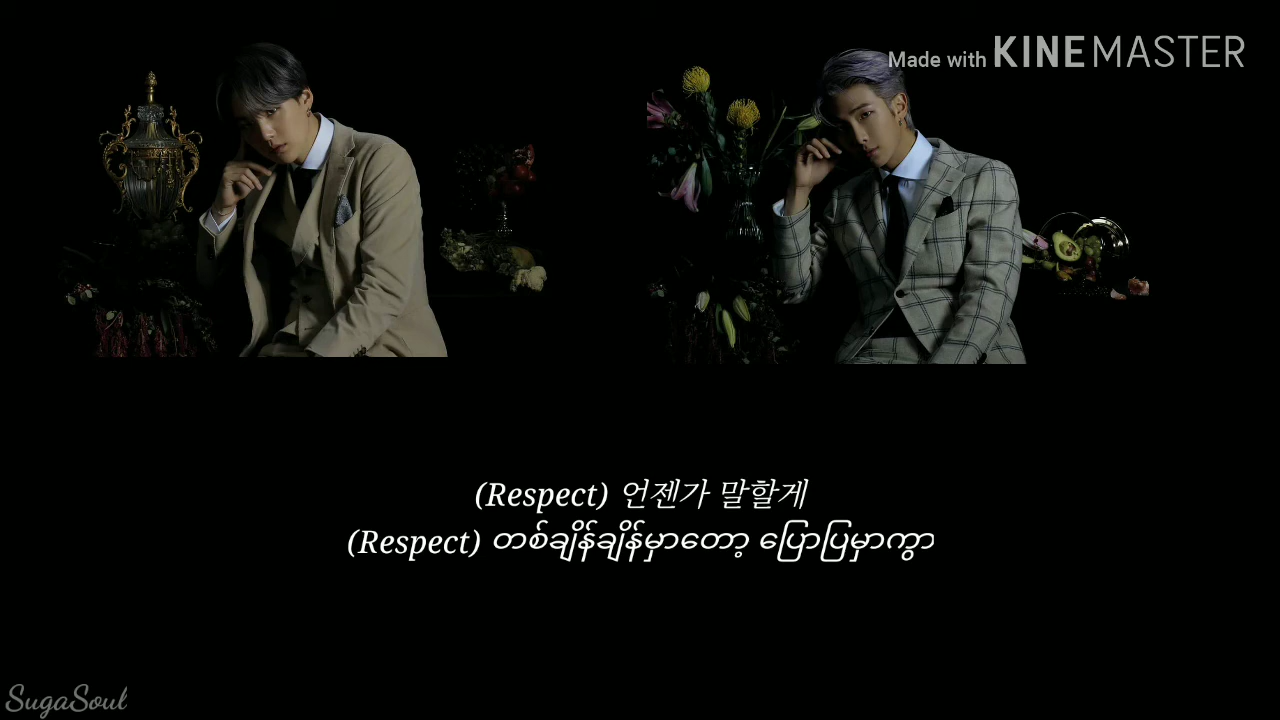 Made with KINEMASTER
(Respect) 언젠가 말할게
(Respect) တစ်ချိန်ချိန်မှာတော့ ပြောပြမှာကွာ
SugaSoul